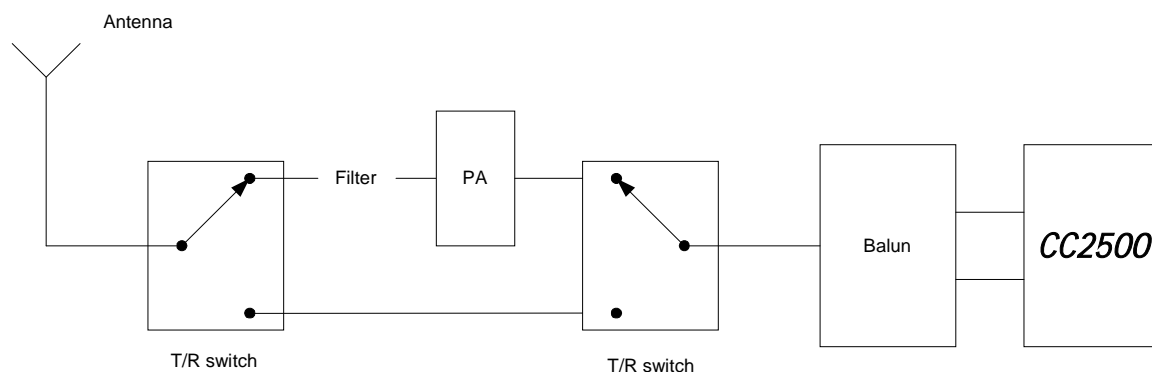 Antenna
Filter
PA
Balun
CC2500
T/R switch
T/R switch